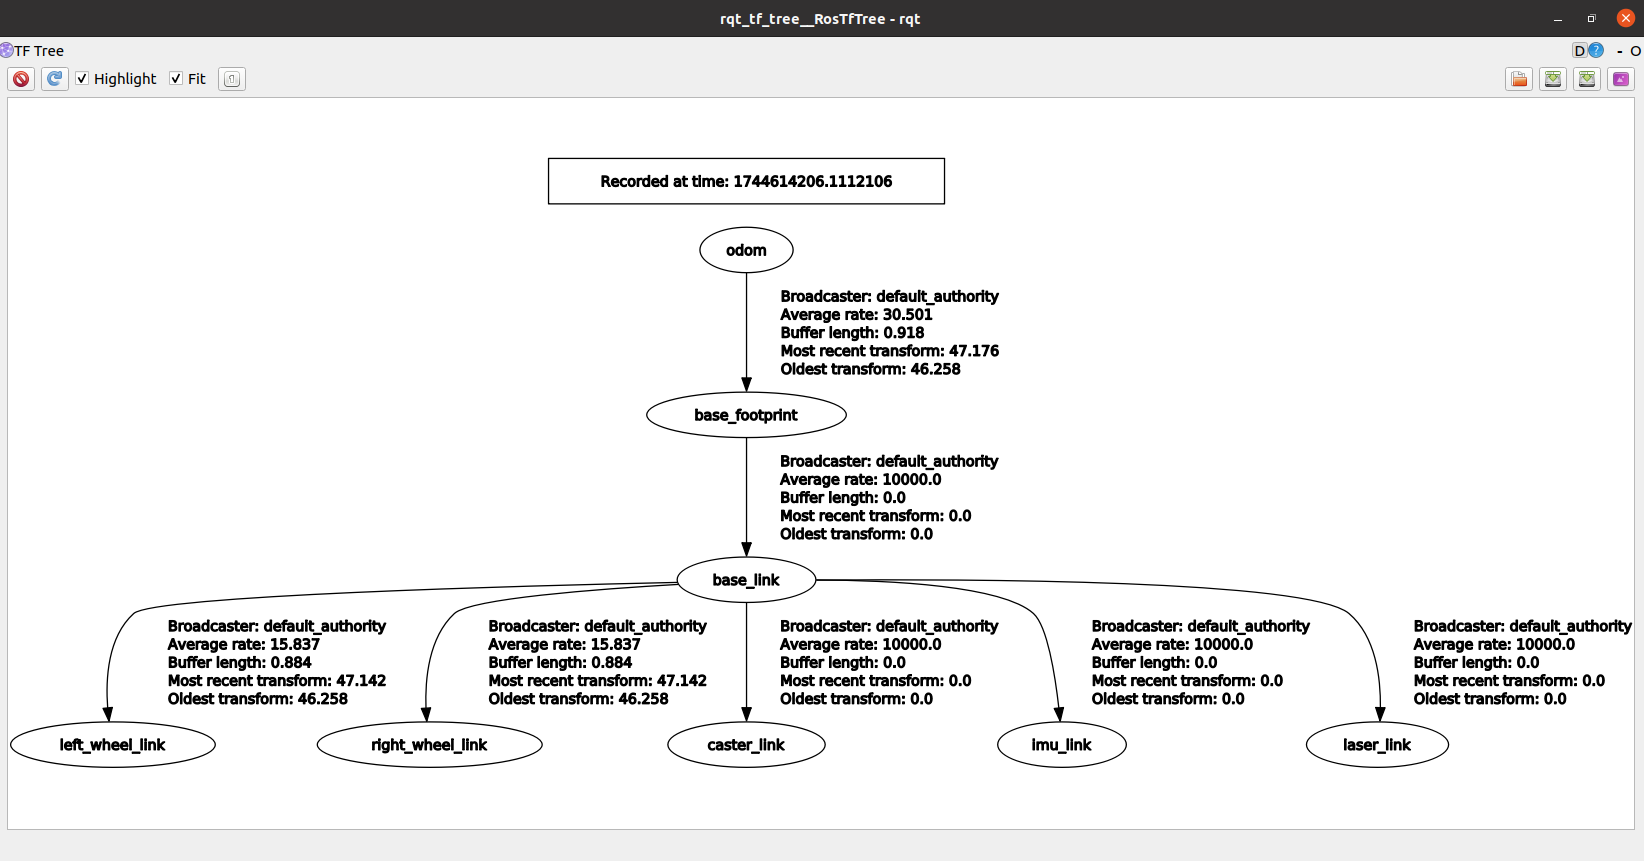 rqt_tf_tree__RosTfTree - rqt
TF Tree
D
?
- O
Highlight
Fit
Recorded at time: 1744614206.1112106
odom
Broadcaster: default_authority
Average rate: 30.501
Buffer length: 0.918
Most recent transform: 47.176
Oldest transform: 46.258
base_footprint
Broadcaster: default_authority
Average rate: 10000.0
Buffer length: 0.0
Most recent transform: 0.0
Oldest transform: 0.0
base_link
Broadcaster: default_authority
Average rate: 15.837
Buffer length: 0.884
Most recent transform: 47.142
Oldest transform: 46.258
Broadcaster: default_authority
Average rate: 15.837
Buffer length: 0.884
Most recent transform: 47.142
Oldest transform: 46.258
Broadcaster: default_authority
Average rate: 10000.0
Buffer length: 0.0
Most recent transform: 0.0
Oldest transform: 0.0
Broadcaster: default_authority
Average rate: 10000.0
Buffer length: 0.0
Most recent transform: 0.0
Oldest transform: 0.0
Broadcaster: default_authority
Average rate: 10000.0
Buffer length: 0.0
Most recent transform: 0.0
Oldest transform: 0.0
left_wheel_link
right_wheel_link
caster_link
imu_link
laser_link